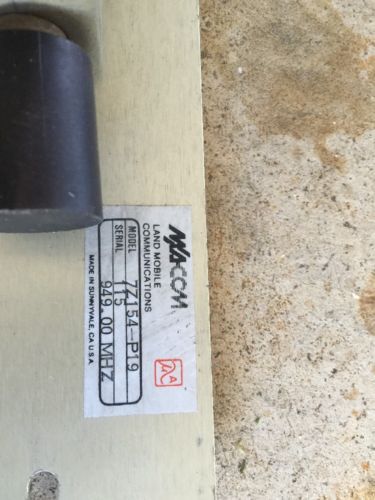 M/A-COM
LAND MOBILE
COMMUNICATIONS
MODEL 7Z154-P19
SERIAL 115
949.00 MHZ
MADE IN SUNNYVALE, CA U.S.A.